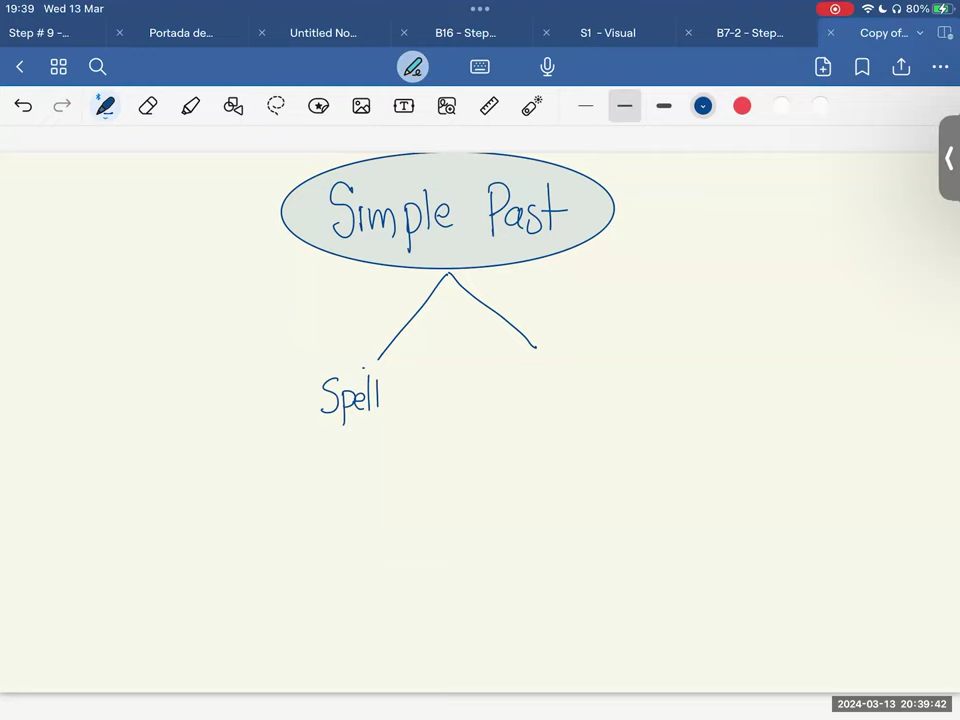 19:39 Wed 13 Mar 80%
Step # 9 -... Portada de... Untitled No... B16 - Step... S1 - Visual B7-2 - Step... Copy of...
Simple Past
Spell
2024-03-13 20:39:42